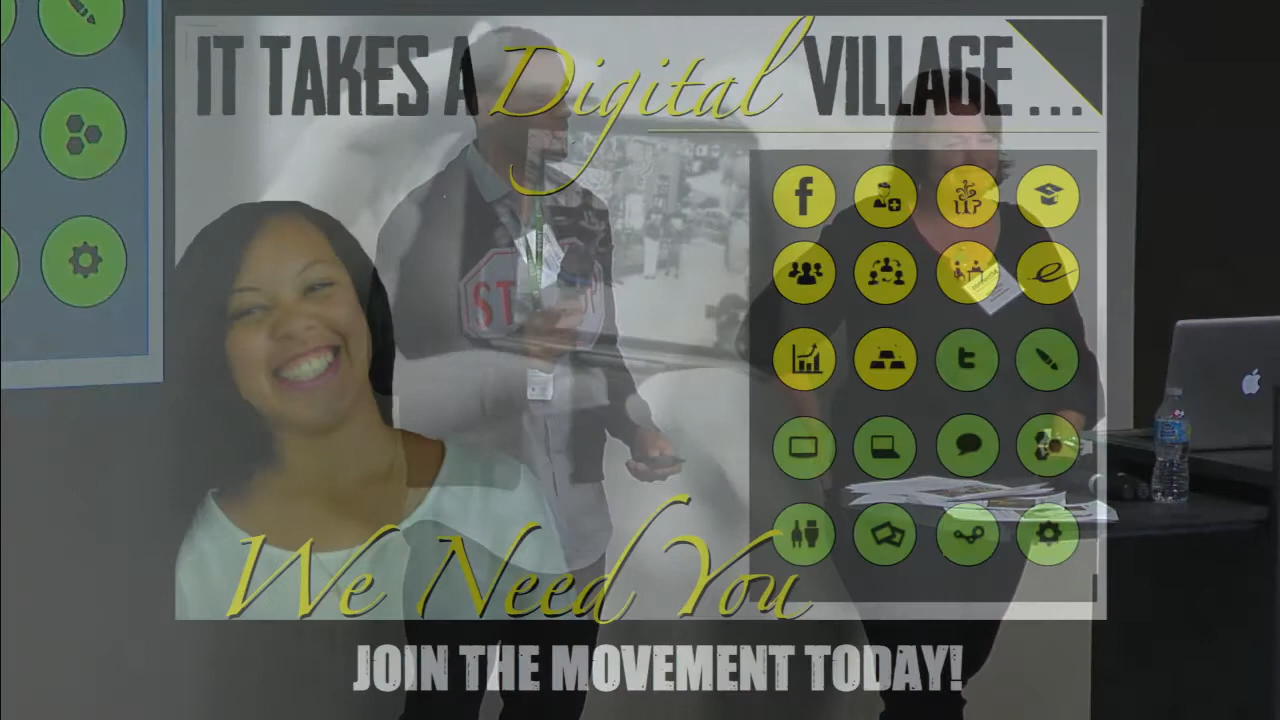 IT TAKES A Digital VILLAGE ...
We Need You
JOIN THE MOVEMENT TODAY!